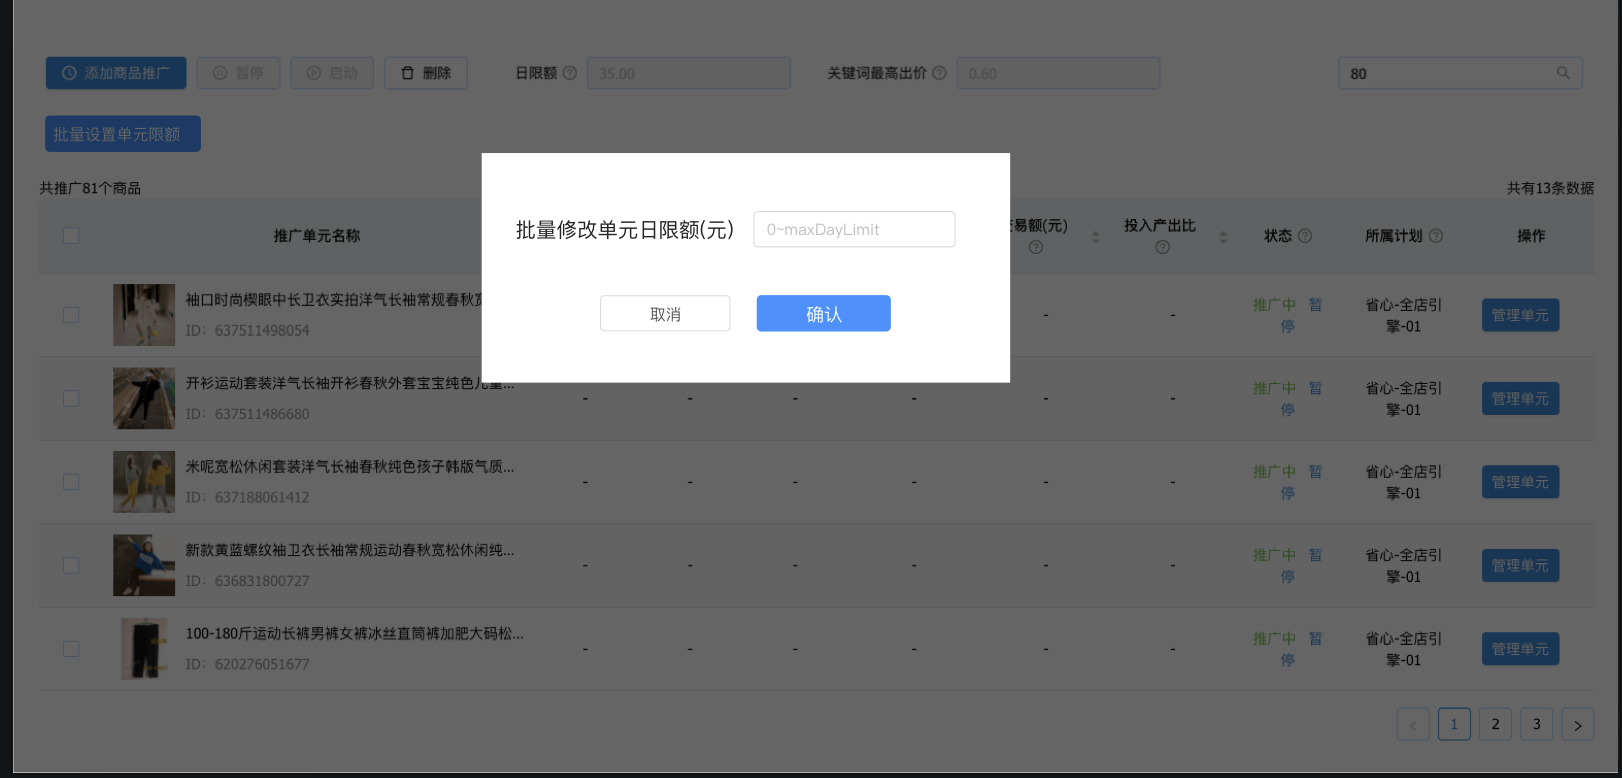 添加商品推广 暂停 启动 删除 日限额 35.00 关键词最高出价 0.60 80
批量设置单元限额
共推广81个商品 共有13条数据
批量修改单元日限额(元) 0~maxDayLimit
取消 确认
推广单元名称 易额(元) 投入产出比 状态 所属计划 操作
袖口时尚楔眼中长卫衣实拍洋气长袖常规春秋
ID：637511498054
- - 推广中 暂停 省心-全店引擎-01 管理单元
开衫运动套装洋气长袖开衫春秋外套宝宝纯色儿童...
ID：637511486680
- - - - - - 推广中 暂停 省心-全店引擎-01 管理单元
米呢宽松休闲套装洋气长袖春秋纯色孩子韩版气质...
ID：637188061412
- - - - - - 推广中 暂停 省心-全店引擎-01 管理单元
新款黄蓝螺纹袖卫衣长袖常规运动春秋宽松休闲纯...
ID：636831800727
- - - - - - 推广中 暂停 省心-全店引擎-01 管理单元
100-180斤运动长裤男裤女裤冰丝直筒裤加肥大码松...
ID：620276051677
- - - - - - 推广中 暂停 省心-全店引擎-01 管理单元
< 1 2 3 >